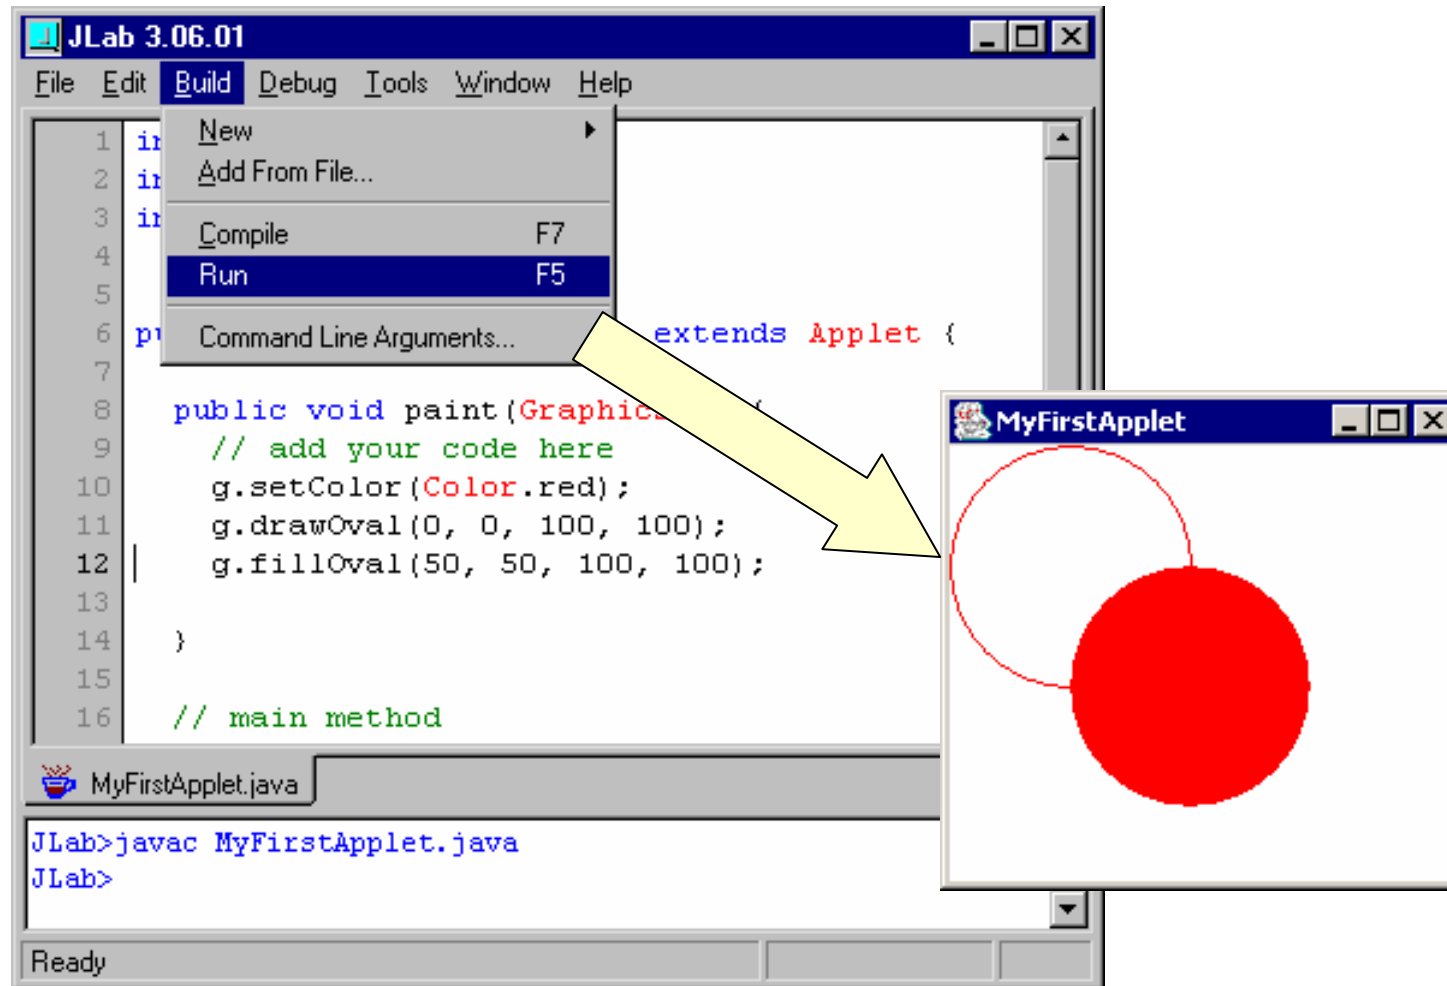 JLab 3.06.01
File Edit Build Debug Tools Window Help
New
Add From File...
Compile F7
Run F5
Command Line Arguments...
1
2
3
4
5
6 extends Applet {
7
8 public void paint(Graphics {
9 // add your code here
10 g.setColor(Color.red);
11 g.drawOval(0, 0, 100, 100);
12 g.fillOval(50, 50, 100, 100);
13
14 }
15
16 // main method
MyFirstApplet.java
JLab>javac MyFirstApplet.java
JLab>
Ready
MyFirstApplet